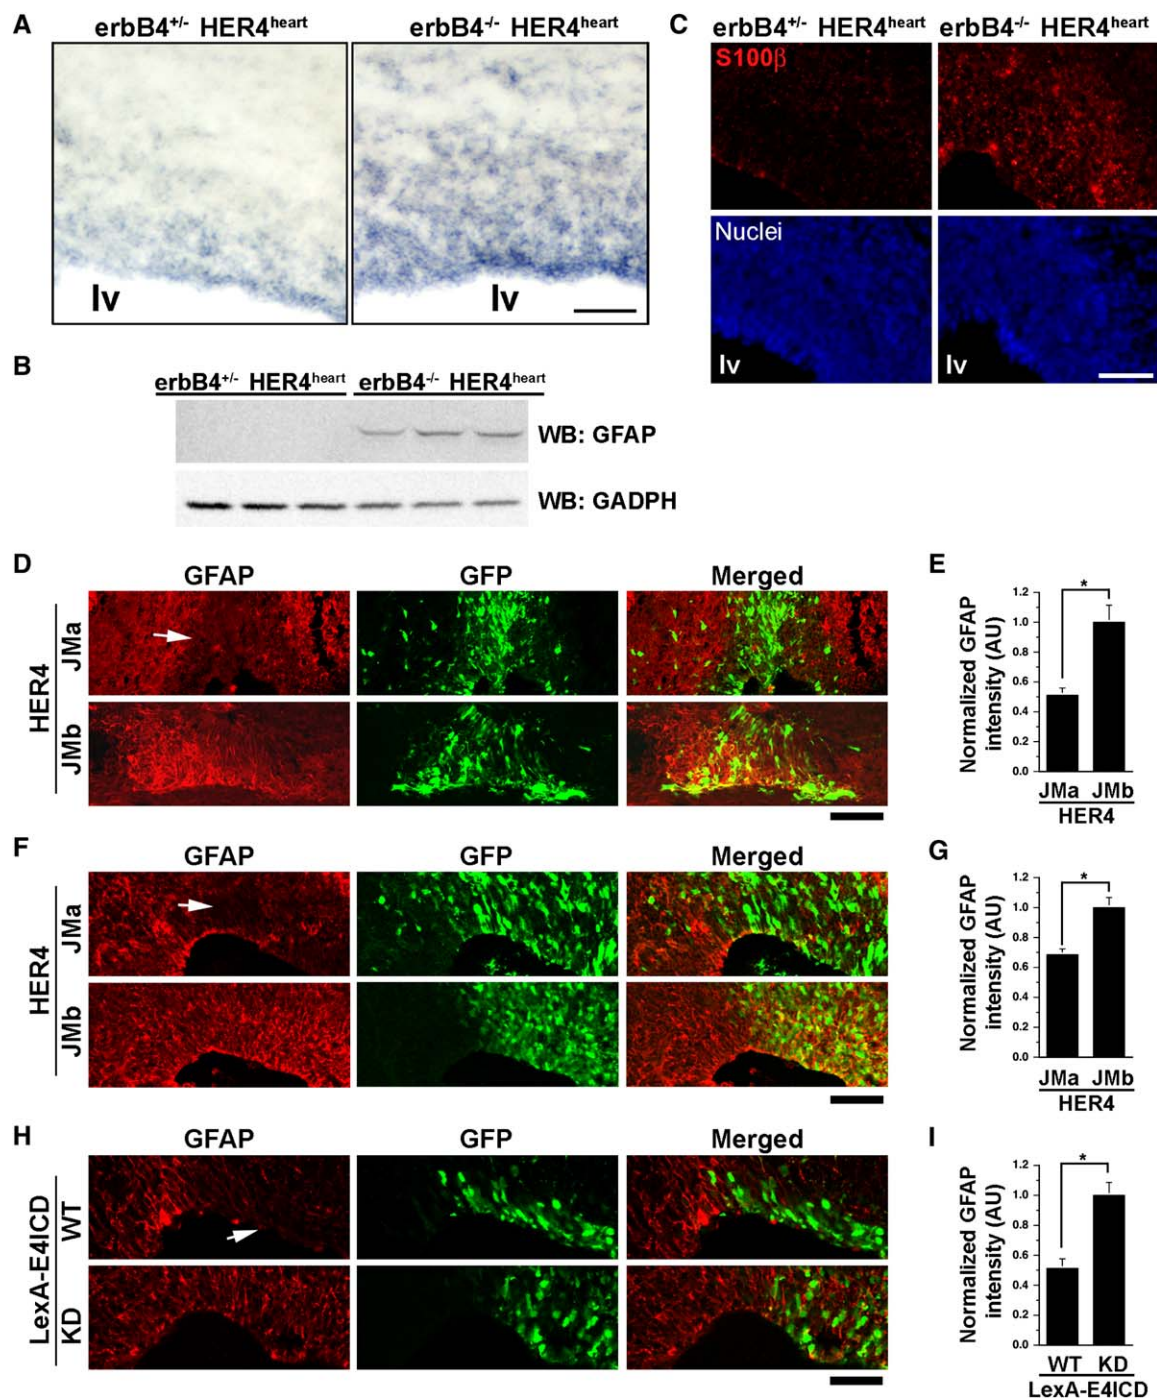 A
erbB4+/- HER4heart
erbB4-/- HER4heart
lv
lv
B
erbB4+/- HER4heart
erbB4-/- HER4heart
WB: GFAP
WB: GADPH
C
erbB4+/- HER4heart
erbB4-/- HER4heart
S100β
Nuclei
lv
lv
D
GFAP
GFP
Merged
HER4
JMa
JMb
E
Normalized GFAP
intensity (AU)
1.2
1.0
0.8
0.6
0.4
0.2
0.0
*
JMa JMb
HER4
F
GFAP
GFP
Merged
HER4
JMa
JMb
G
Normalized GFAP
intensity (AU)
1.2
1.0
0.8
0.6
0.4
0.2
0.0
*
JMa JMb
HER4
H
GFAP
GFP
Merged
LexA-E4ICD
WT
KD
I
Normalized GFAP
intensity (AU)
1.2
1.0
0.8
0.6
0.4
0.2
0.0
*
WT KD
LexA-E4ICD